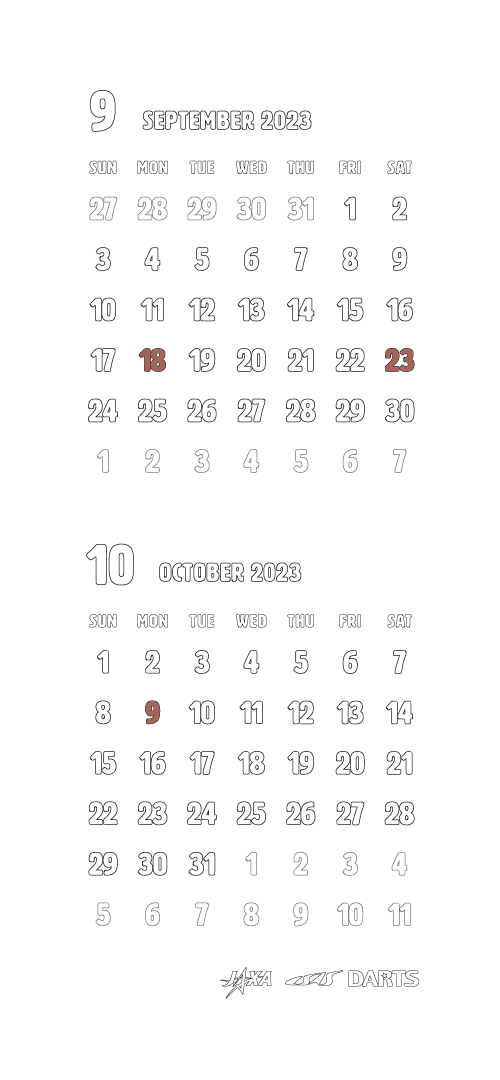 9 SEPTEMBER 2023
SUN MON TUE WED THU FRI SAT
27 28 29 30 31 1 2
3 4 5 6 7 8 9
10 11 12 13 14 15 16
17 18 19 20 21 22 23
24 25 26 27 28 29 30
1 2 3 4 5 6 7
10 OCTOBER 2023
SUN MON TUE WED THU FRI SAT
1 2 3 4 5 6 7
8 9 10 11 12 13 14
15 16 17 18 19 20 21
22 23 24 25 26 27 28
29 30 31 1 2 3 4
5 6 7 8 9 10 11
JAXA ISAS DARTS